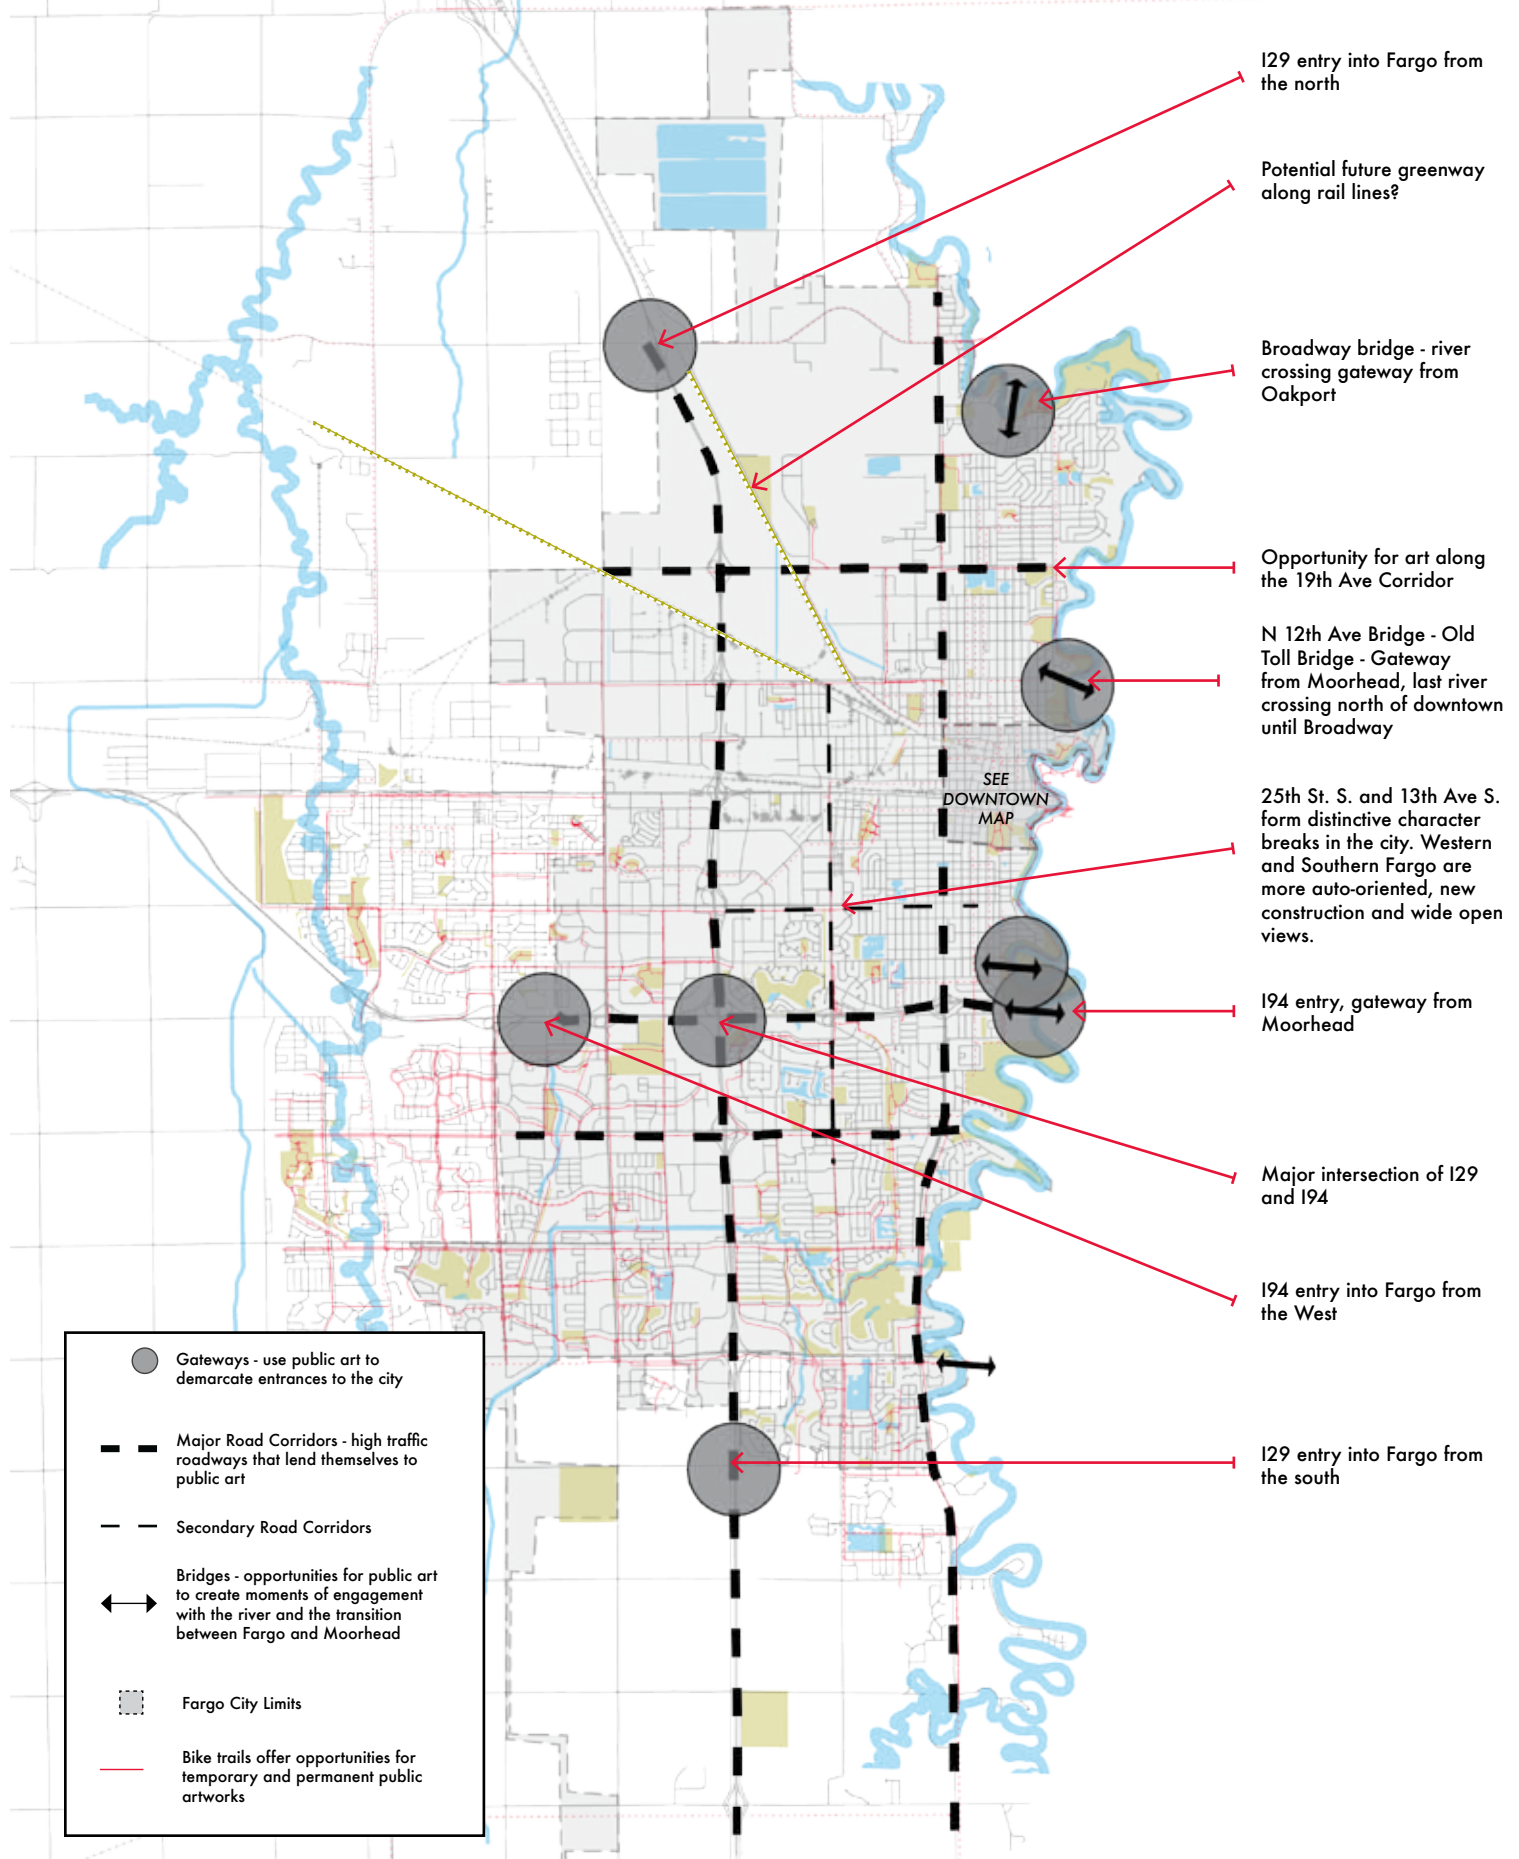 I29 entry into Fargo from
the north
Potential future greenway
along rail lines?
Broadway bridge - river
crossing gateway from
Oakport
Opportunity for art along
the 19th Ave Corridor
N 12th Ave Bridge - Old
Toll Bridge - Gateway
from Moorhead, last river
crossing north of downtown
until Broadway
SEE
DOWNTOWN
MAP
25th St. S. and 13th Ave S.
form distinctive character
breaks in the city. Western
and Southern Fargo are
more auto-oriented, new
construction and wide open
views.
I94 entry, gateway from
Moorhead
Major intersection of I29
and I94
I94 entry into Fargo from
the West
I29 entry into Fargo from
the south
Gateways - use public art to
demarcate entrances to the city
Major Road Corridors - high traffic
roadways that lend themselves to
public art
Secondary Road Corridors
Bridges - opportunities for public art
to create moments of engagement
with the river and the transition
between Fargo and Moorhead
Fargo City Limits
Bike trails offer opportunities for
temporary and permanent public
artworks